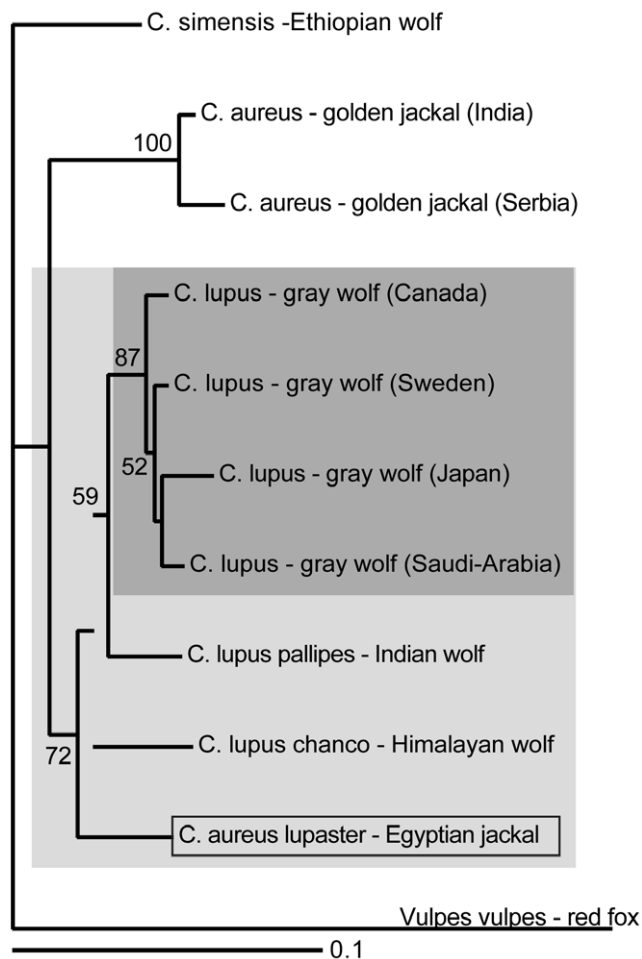 C. simensis -Ethiopian wolf
C. aureus - golden jackal (India)
100
C. aureus - golden jackal (Serbia)
C. lupus - gray wolf (Canada)
87
C. lupus - gray wolf (Sweden)
52
C. lupus - gray wolf (Japan)
59
C. lupus - gray wolf (Saudi-Arabia)
C. lupus pallipes - Indian wolf
C. lupus chanco - Himalayan wolf
72
C. aureus lupaster - Egyptian jackal
Vulpes vulpes - red fox
0.1